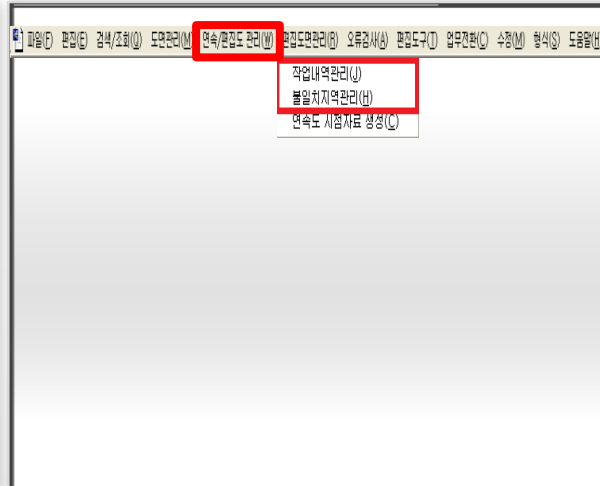 파일(F) 편집(E) 검색/조회(Q) 도면관리(M) 연속/편집도 관리(W) 편집도면관리(R) 오류검사(A) 편집도구(T) 업무전환(C) 수정(M) 형식(S) 도움말(H
작업내역관리(J)
불일치지역관리(H)
연속도 시점자료 생성(C)